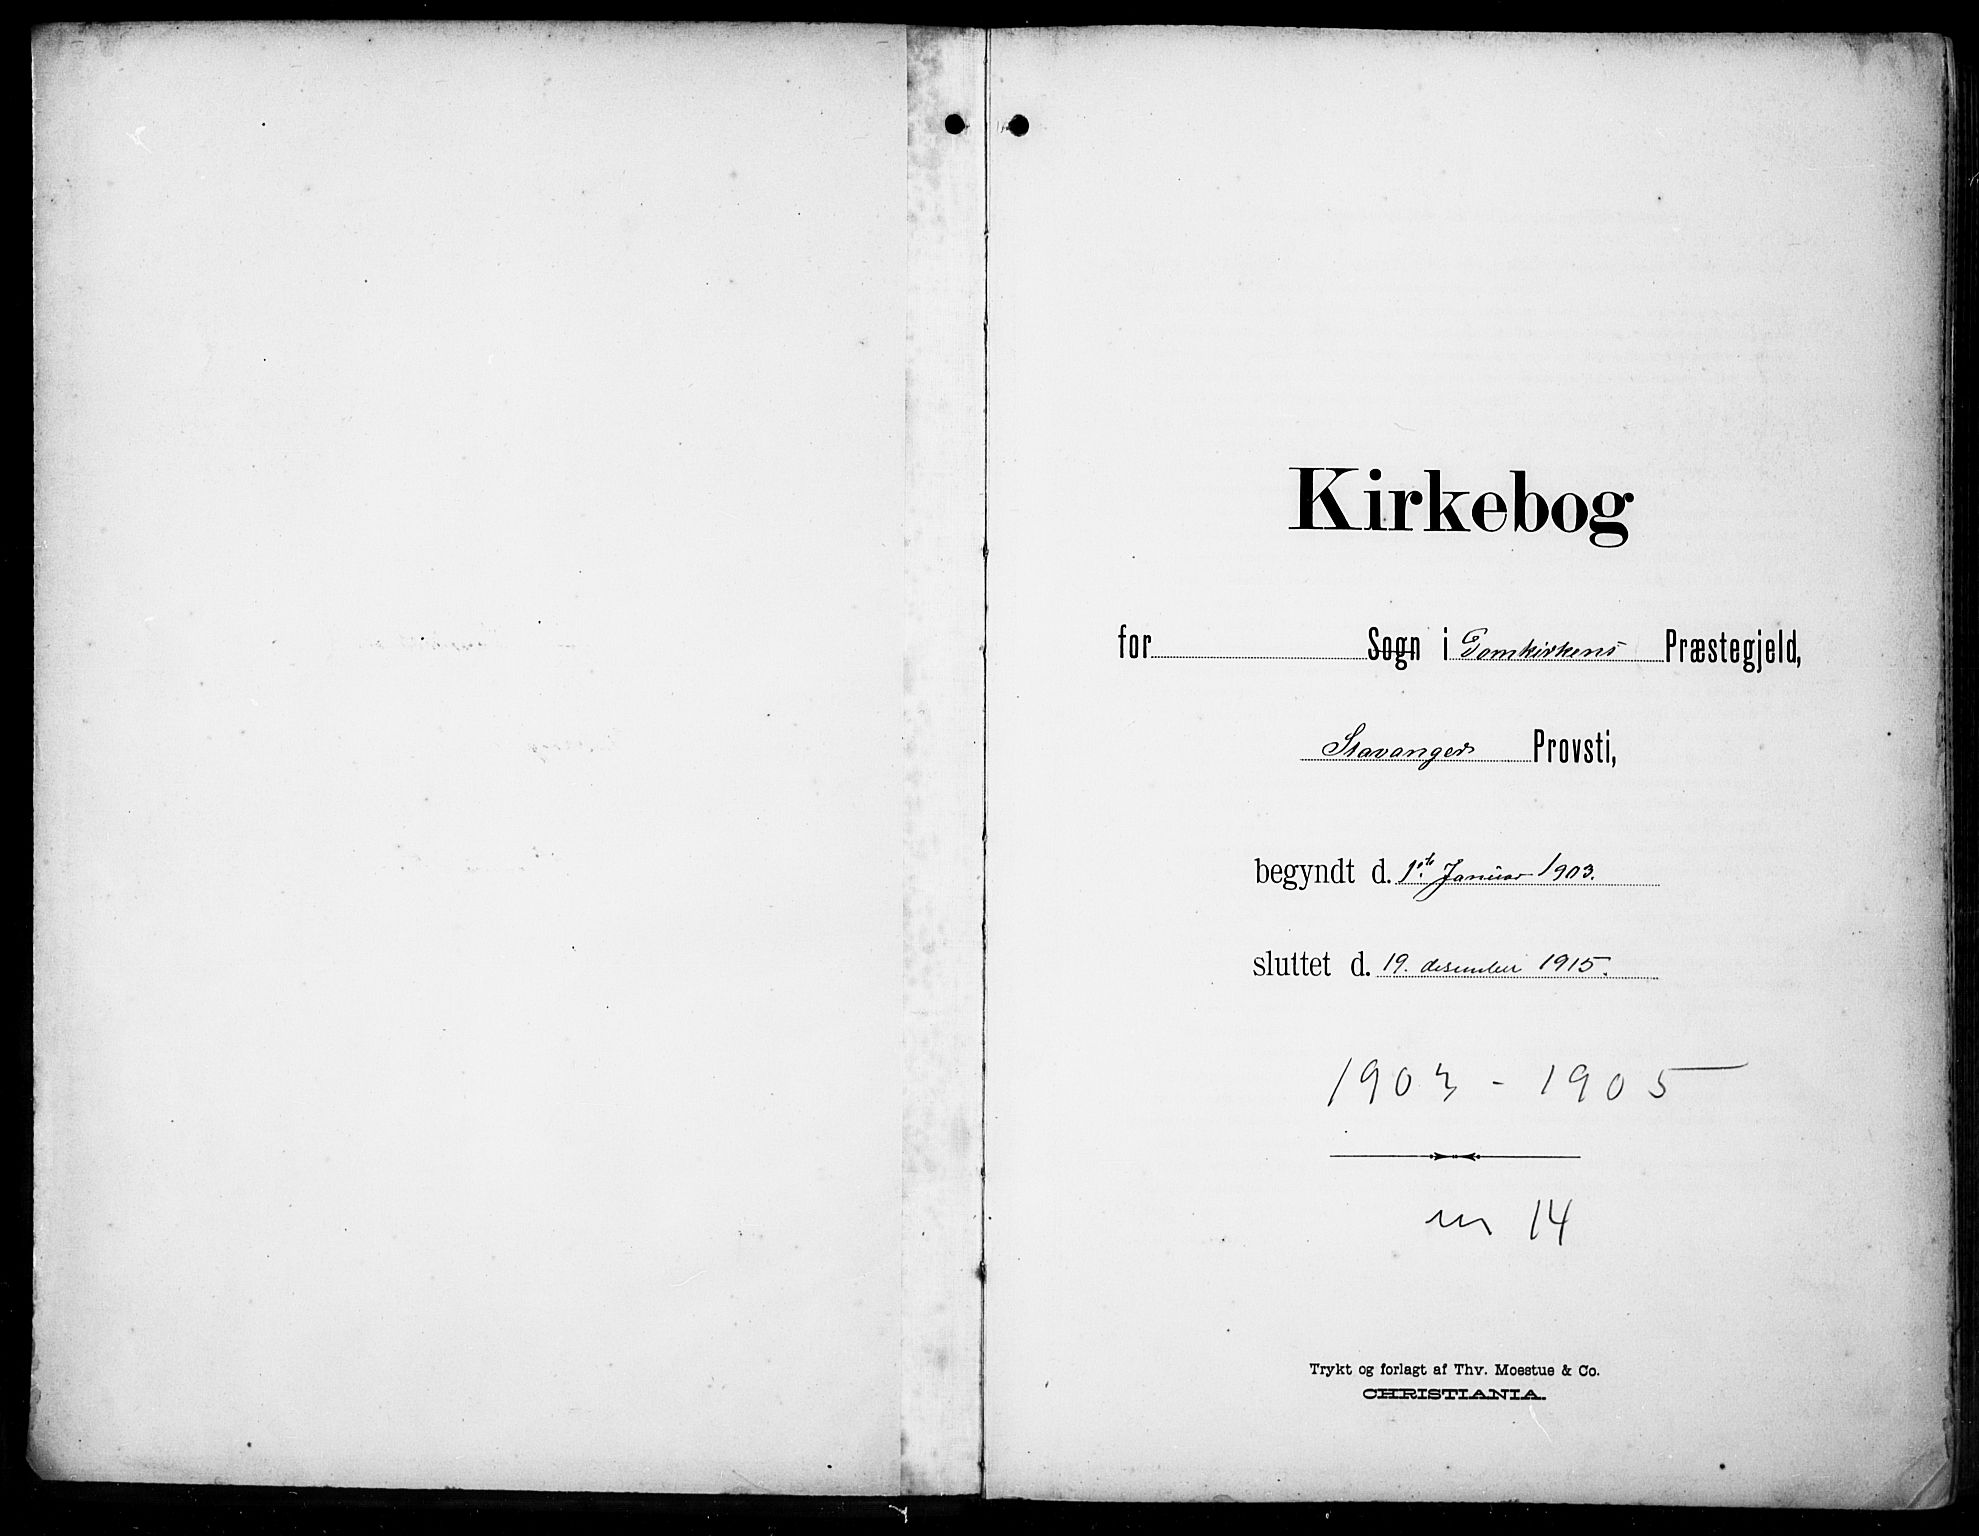 Kirkebog
for Sogn i Domkirkens Præstegjeld,
Stavanger Provsti,
begyndt d. 1ste Januar 1903.
sluttet d. 19. desember 1915.
1903 - 1905
nr 14
Trykt og forlagt af Thv. Moestue & Co.
CHRISTIANIA.